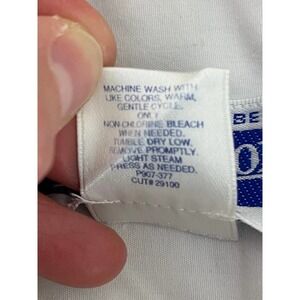 MACHINE WASH WITH
LIKE COLORS, WARM,
GENTLE CYCLE.
ONLY
NON-CHLORINE BLEACH
WHEN NEEDED.
TUMBLE DRY LOW.
REMOVE PROMPTLY.
LIGHT STEAM
PRESS AS NEEDED.
P907-377
CUT# 29100
BE